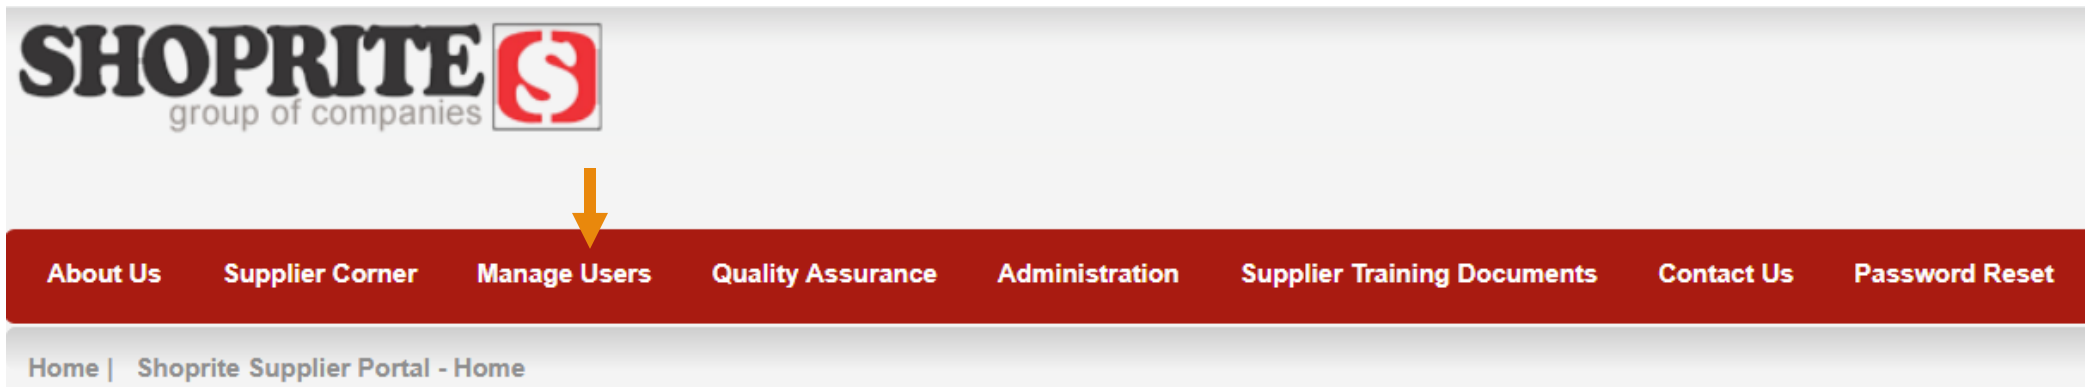 SHOPRITE
group of companies
About Us Supplier Corner Manage Users Quality Assurance Administration Supplier Training Documents Contact Us Password Reset
Home | Shoprite Supplier Portal - Home